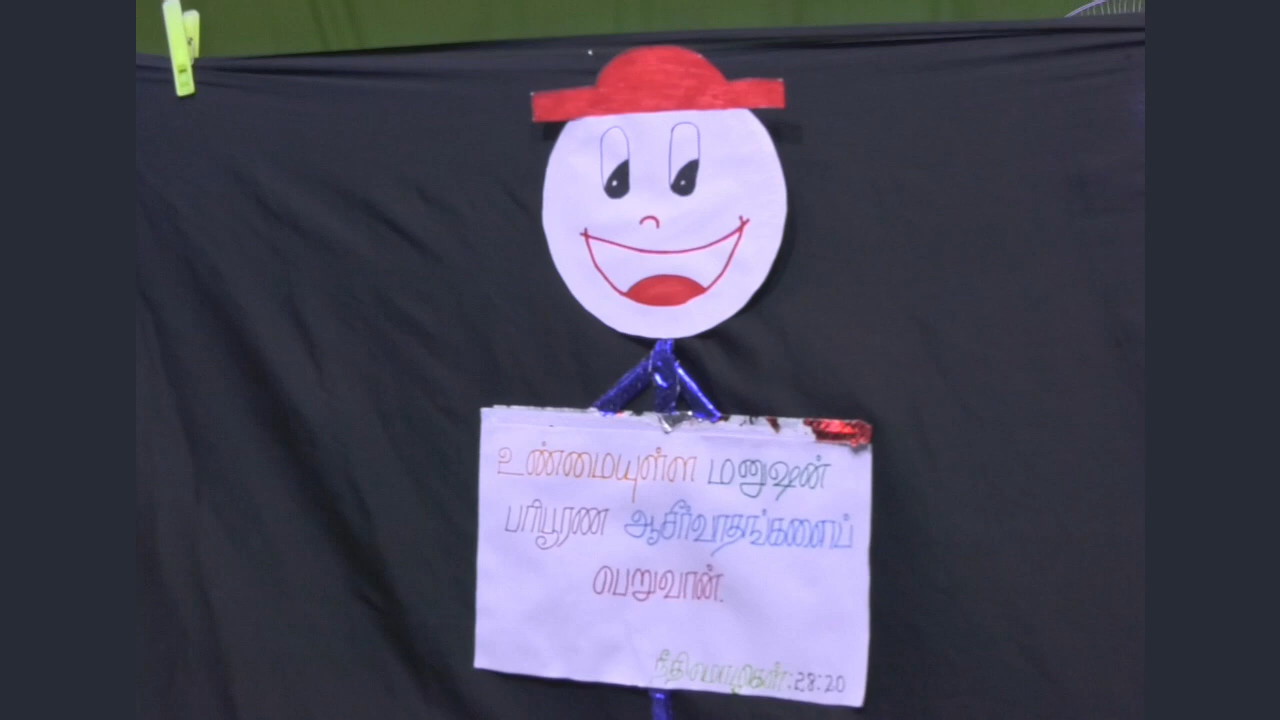 உண்மையுள்ள மனுஷன்
பரிபூரண ஆசீர்வாதங்களைப்
பெறுவான்.
நீதிமொழிகள்:28:20